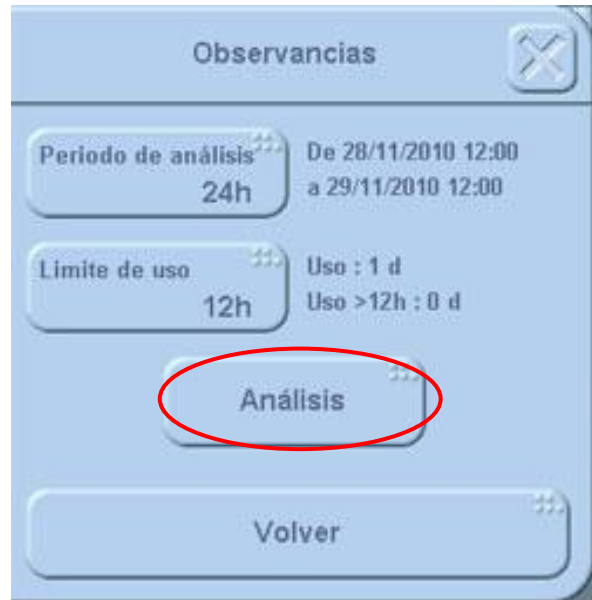 Observancias
Periodo de análisis
24h
De 28/11/2010 12:00
a 29/11/2010 12:00
Limite de uso
12h
Uso : 1 d
Uso >12h : 0 d
Análisis
Volver